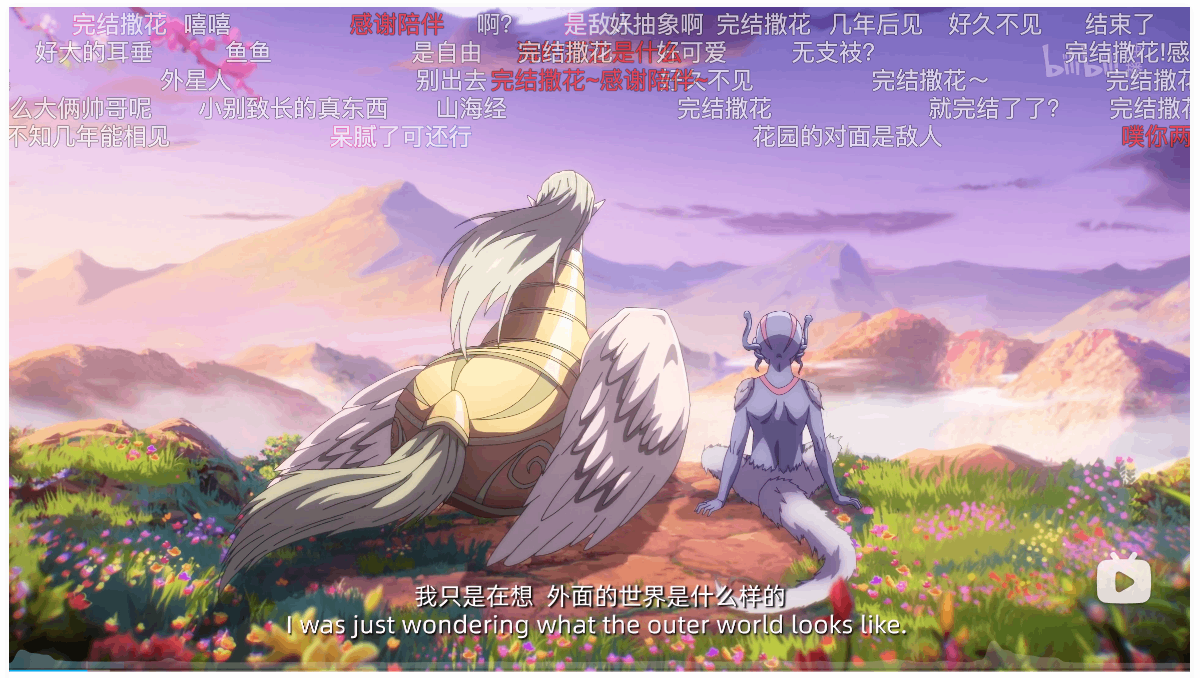 完结撒花 嘻嘻 感谢陪伴 啊? 是敌好抽象啊 完结撒花 几年后见 好久不见 结束了
好大的耳垂 鱼鱼 是自由 完结撒花 好可爱 无支祓? 完结撒花!感
外星人 别出去 完结撒花~感谢陪伴~ 不见 完结撒花～ 完结撒花
么大俩帅哥呢 小别致长的真东西 山海经 完结撒花 就完结了了? 完结撒花
不知几年能相见 呆腻了可还行 花园的对面是敌人 噗你两
bilibili
我只是在想 外面的世界是什么样的
I was just wondering what the outer world looks like.